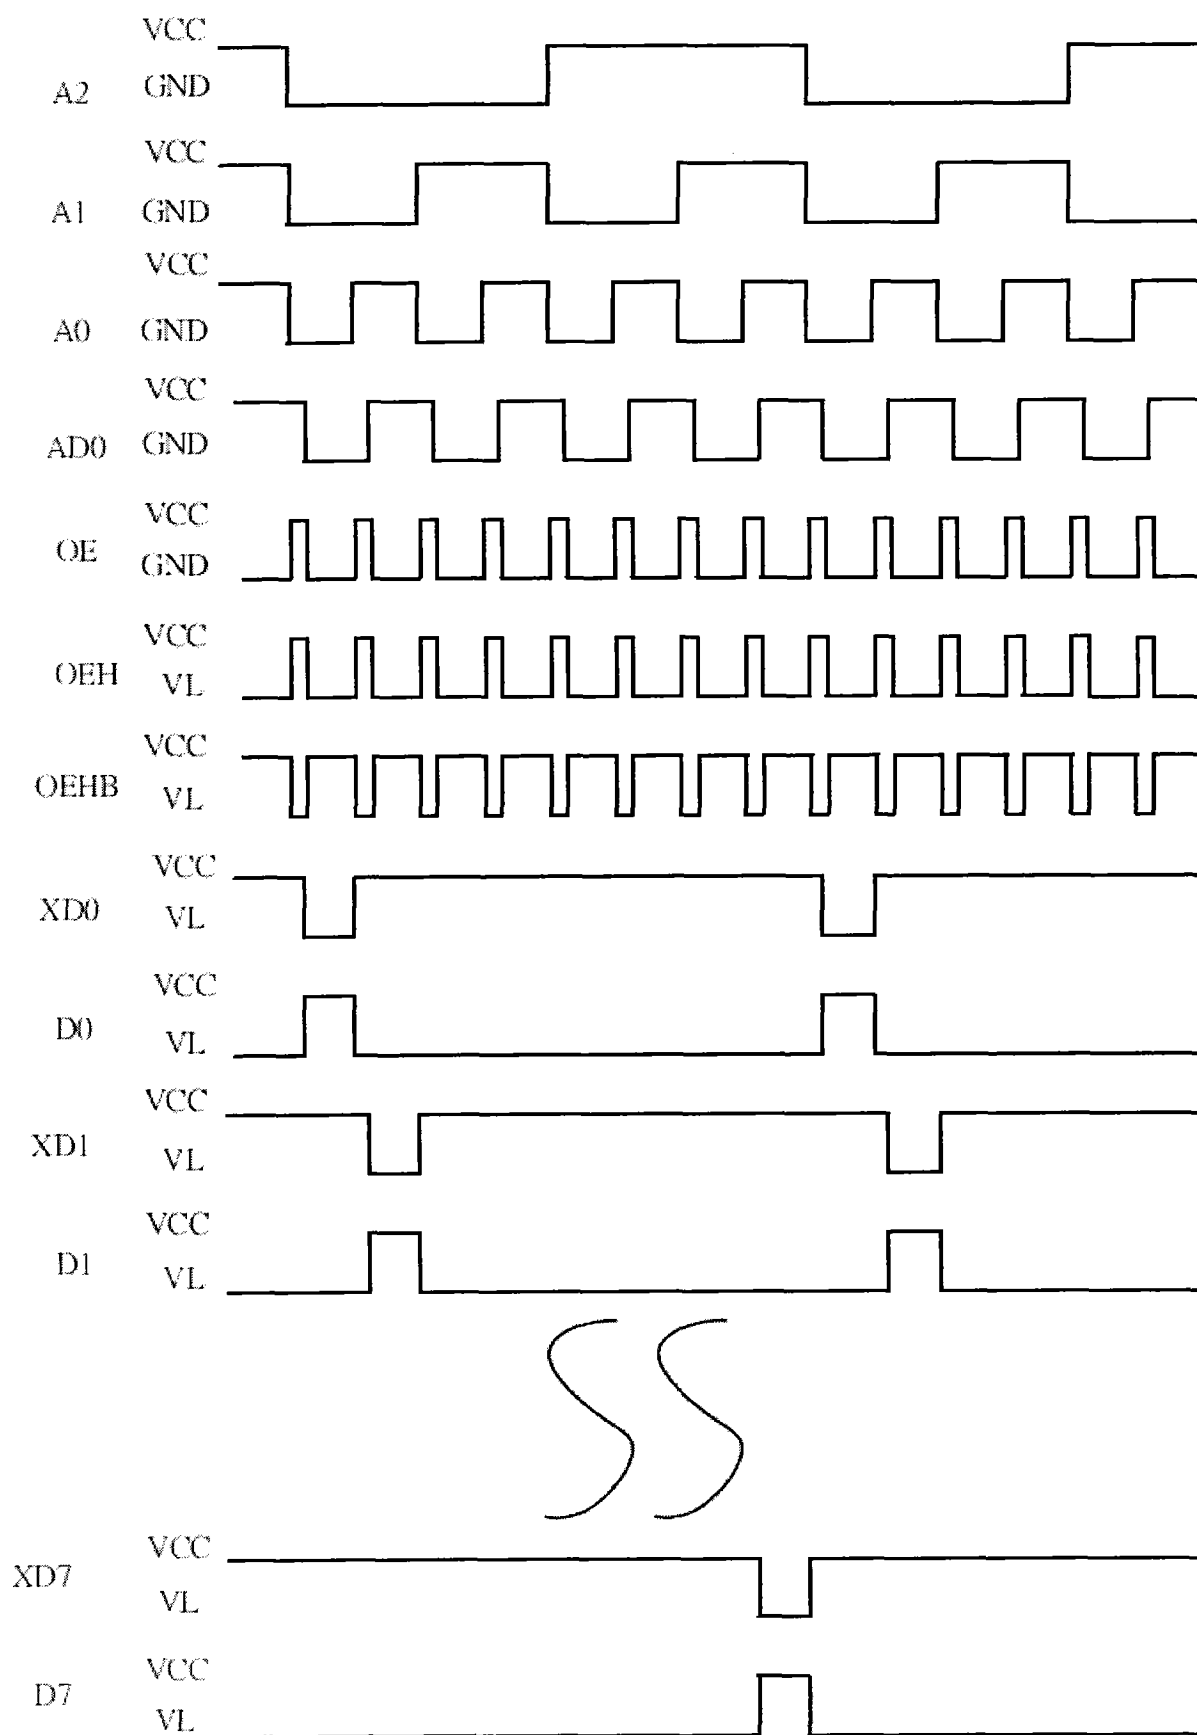 VCC
A2 GND
VCC
A1 GND
VCC
A0 GND
VCC
AD0 GND
VCC
OE GND
VCC
OEH VL
VCC
OEHB VL
VCC
XD0 VL
VCC
D0 VL
VCC
XD1 VL
VCC
D1 VL
VCC
XD7 VL
VCC
D7 VL